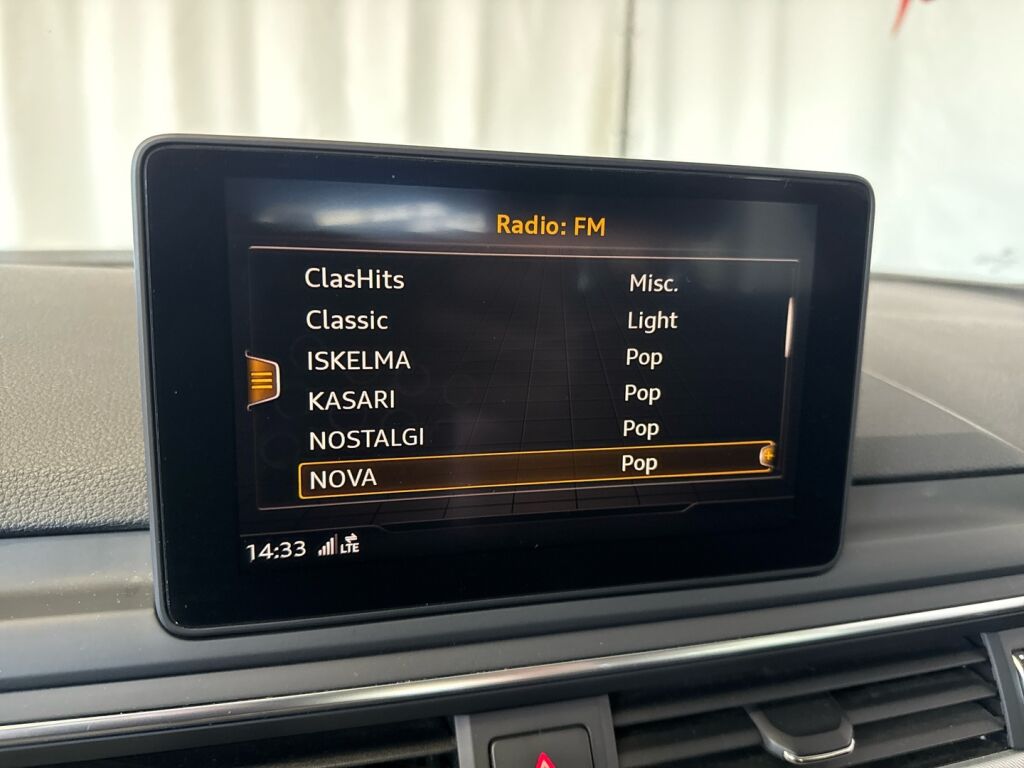 Radio: FM
ClasHits Misc.
Classic Light
ISKELMA Pop
KASARI Pop
NOSTALGI Pop
NOVA Pop
14:33 LTE